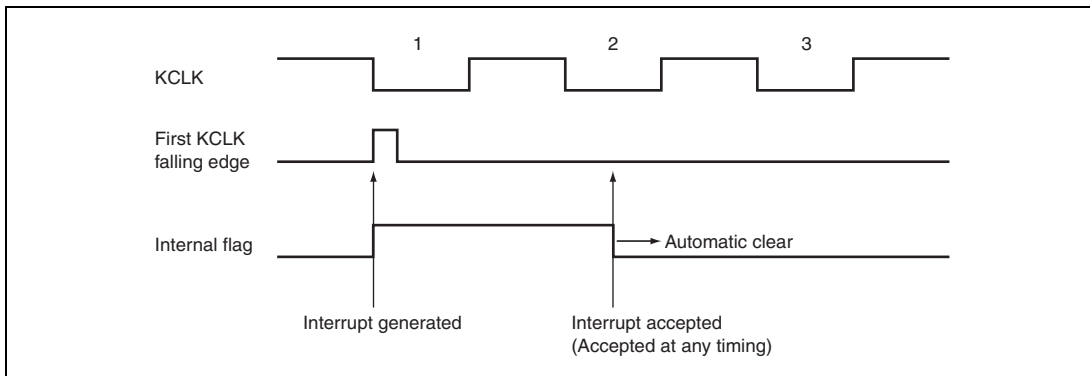 1 2 3
KCLK
First KCLK
falling edge
Internal flag
Automatic clear
Interrupt generated
Interrupt accepted
(Accepted at any timing)